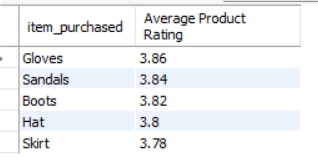 item_purchased Average Product
Rating
Gloves 3.86
Sandals 3.84
Boots 3.82
Hat 3.8
Skirt 3.78